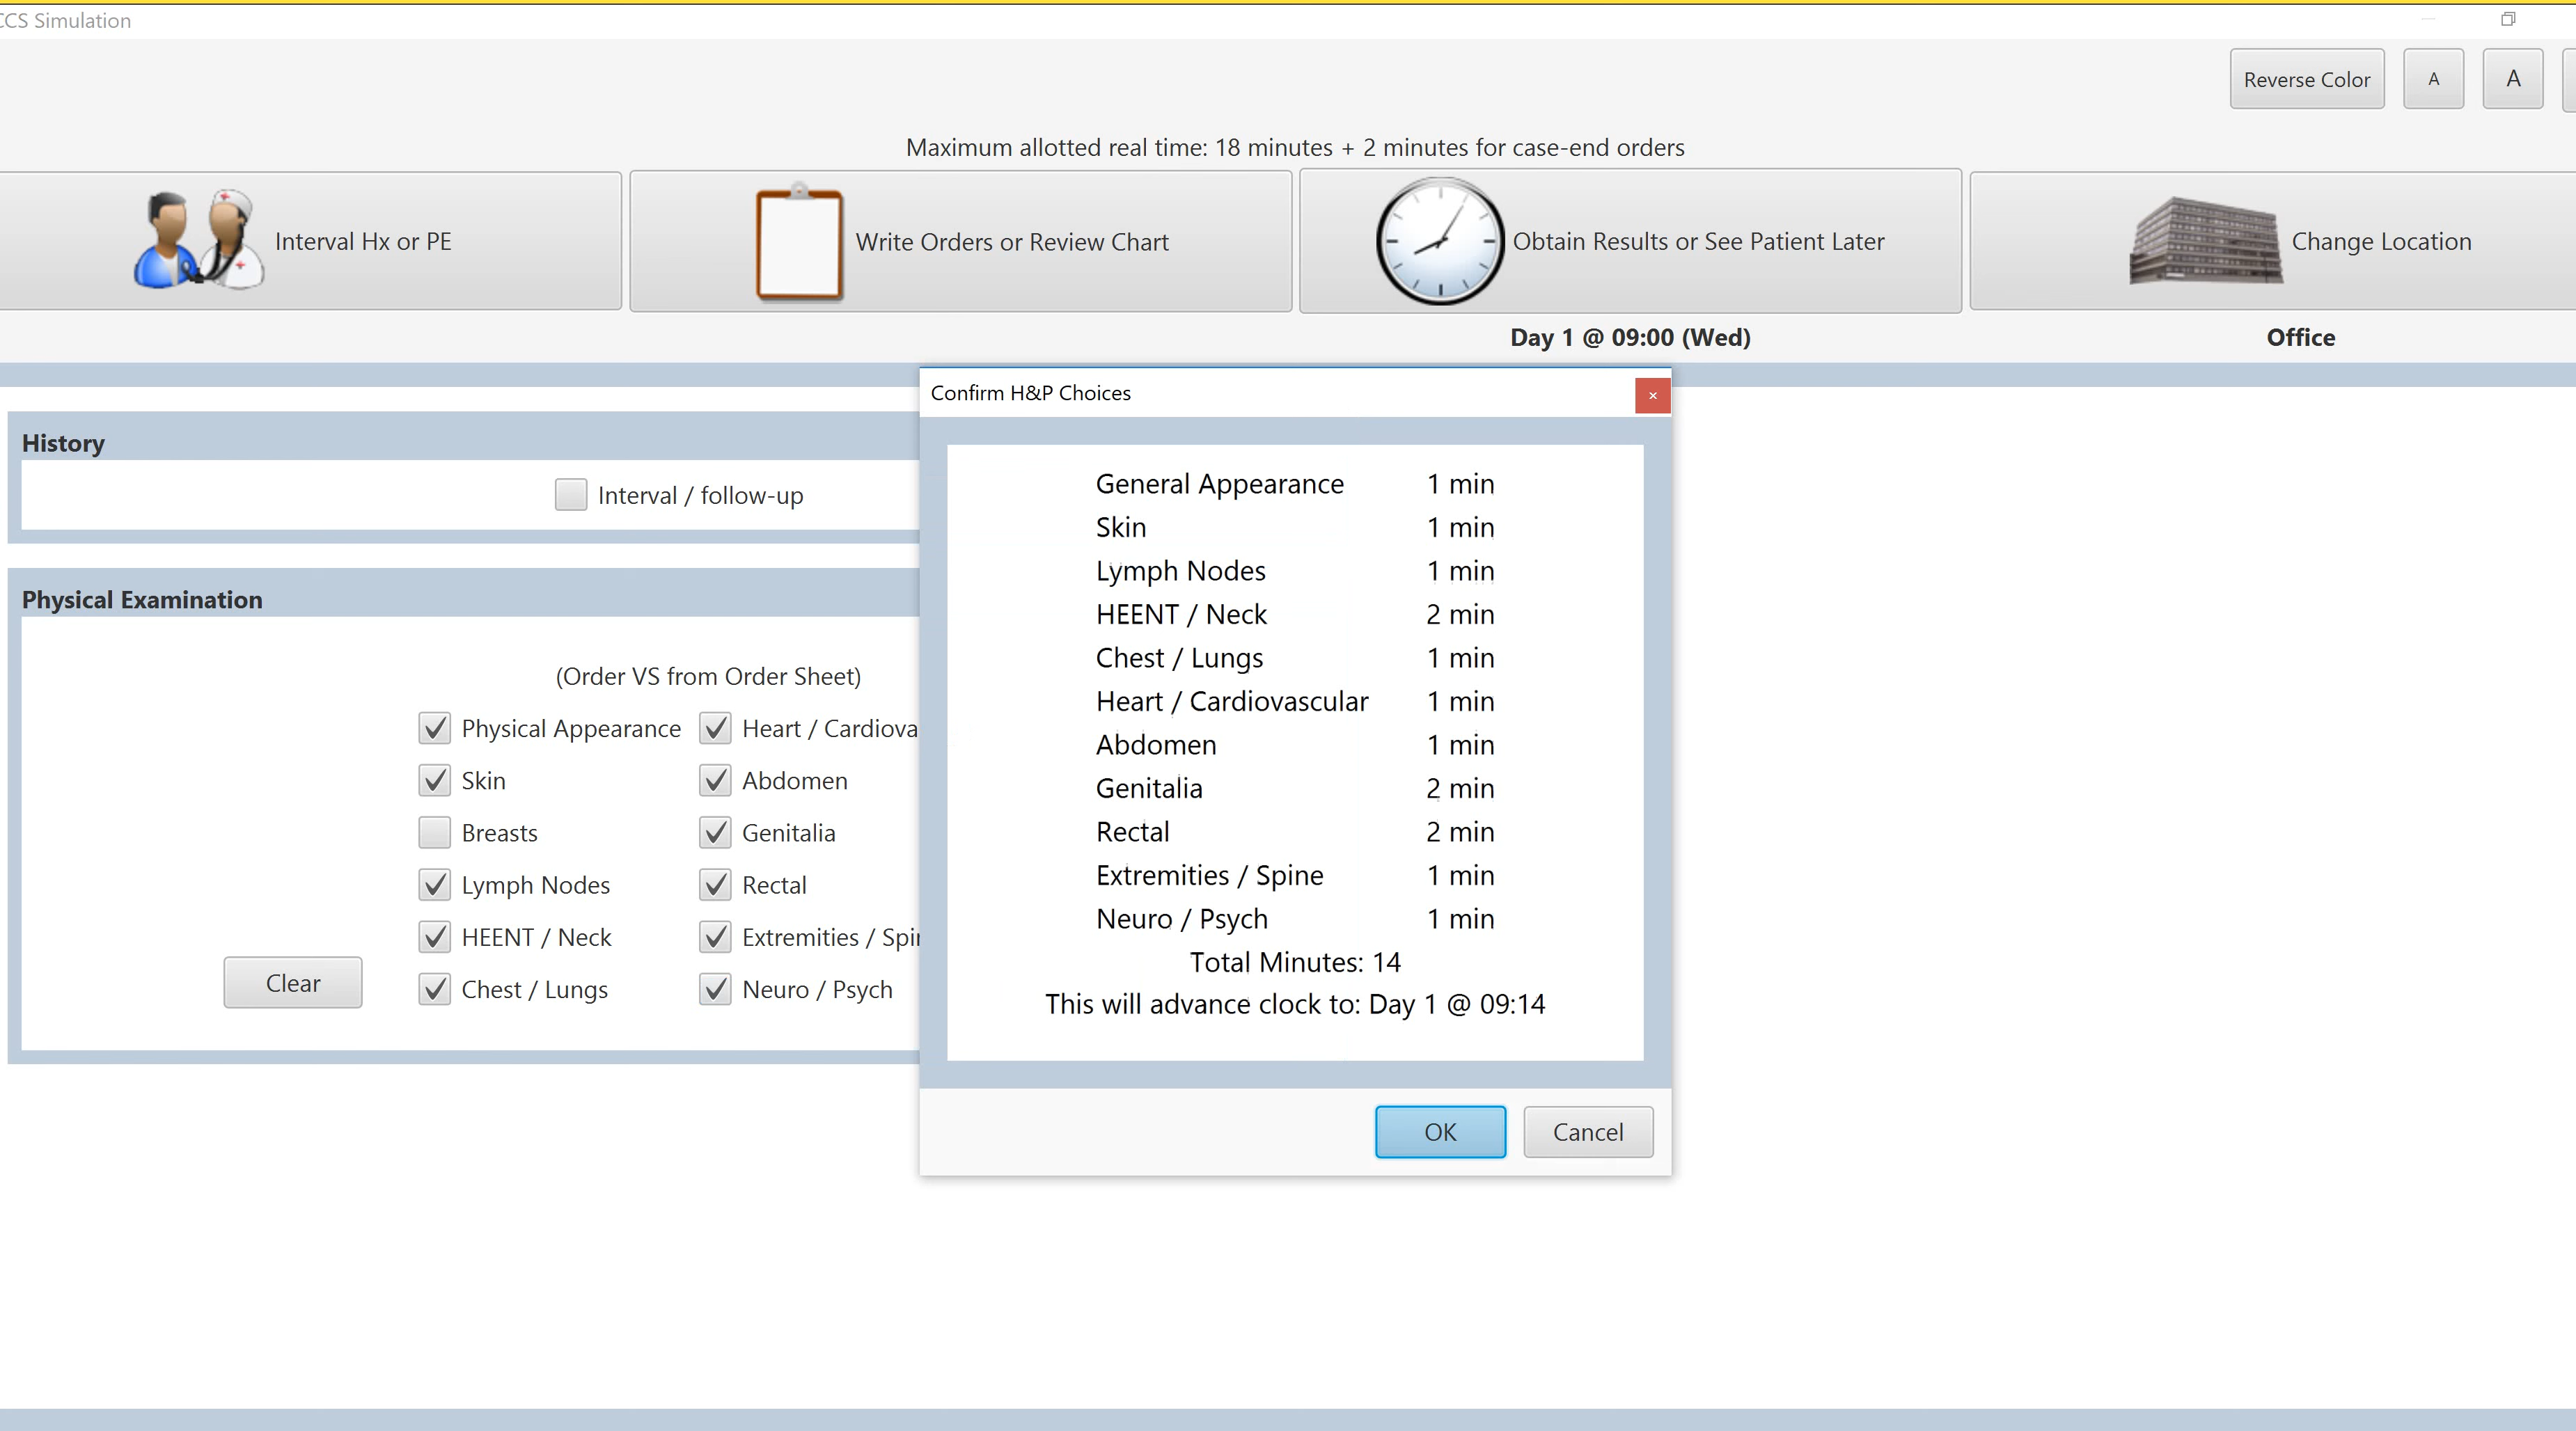 CCS Simulation
Reverse Color
A
A
Maximum allotted real time: 18 minutes + 2 minutes for case-end orders
Interval Hx or PE
Write Orders or Review Chart
Obtain Results or See Patient Later
Change Location
Day 1 @ 09:00 (Wed)
Office
History
Interval / follow-up
Physical Examination
(Order VS from Order Sheet)
Physical Appearance
Heart / Cardiova
Skin
Abdomen
Breasts
Genitalia
Lymph Nodes
Rectal
HEENT / Neck
Extremities / Spi
Chest / Lungs
Neuro / Psych
Clear
Confirm H&P Choices
General Appearance 1 min
Skin 1 min
Lymph Nodes 1 min
HEENT / Neck 2 min
Chest / Lungs 1 min
Heart / Cardiovascular 1 min
Abdomen 1 min
Genitalia 2 min
Rectal 2 min
Extremities / Spine 1 min
Neuro / Psych 1 min
Total Minutes: 14
This will advance clock to: Day 1 @ 09:14
OK
Cancel